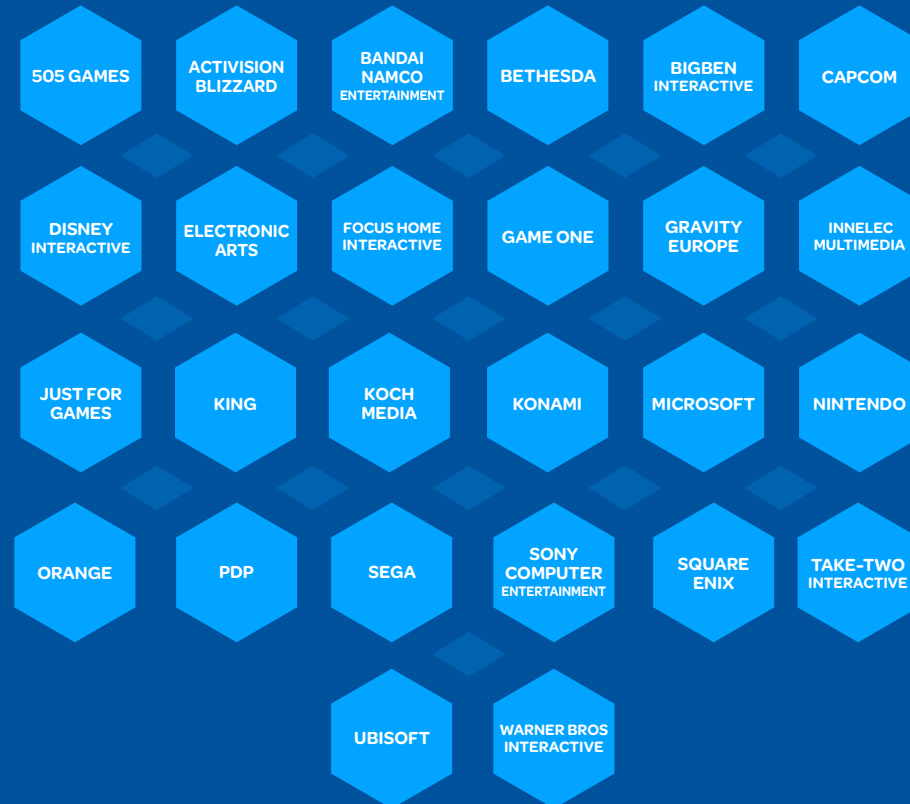 505 GAMES
ACTIVISION
BLIZZARD
BANDAI
NAMCO
ENTERTAINMENT
BETHESDA
BIGBEN
INTERACTIVE
CAPCOM
DISNEY
INTERACTIVE
ELECTRONIC
ARTS
FOCUS HOME
INTERACTIVE
GAME ONE
GRAVITY
EUROPE
INNELEC
MULTIMEDIA
JUST FOR
GAMES
KING
KOCH
MEDIA
KONAMI
MICROSOFT
NINTENDO
ORANGE
PDP
SEGA
SONY
COMPUTER
ENTERTAINMENT
SQUARE
ENIX
TAKE-TWO
INTERACTIVE
UBISOFT
WARNER BROS
INTERACTIVE